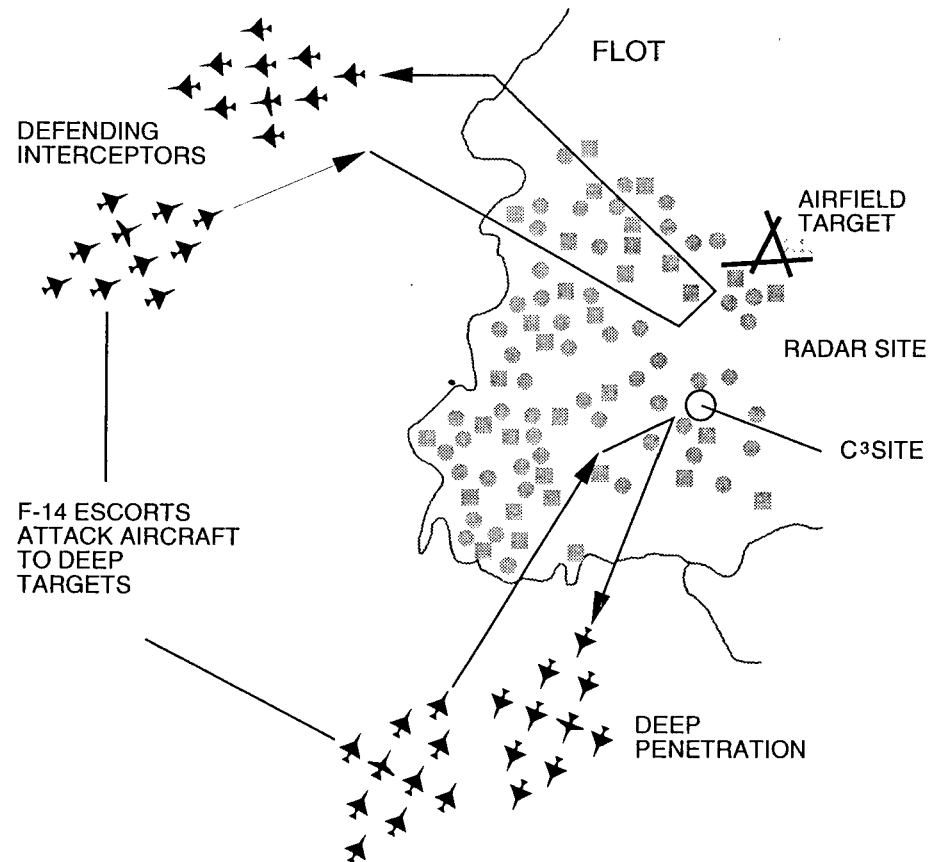 FLOT
DEFENDING
INTERCEPTORS
AIRFIELD
TARGET
RADAR SITE
C³SITE
F-14 ESCORTS
ATTACK AIRCRAFT
TO DEEP
TARGETS
DEEP
PENETRATION